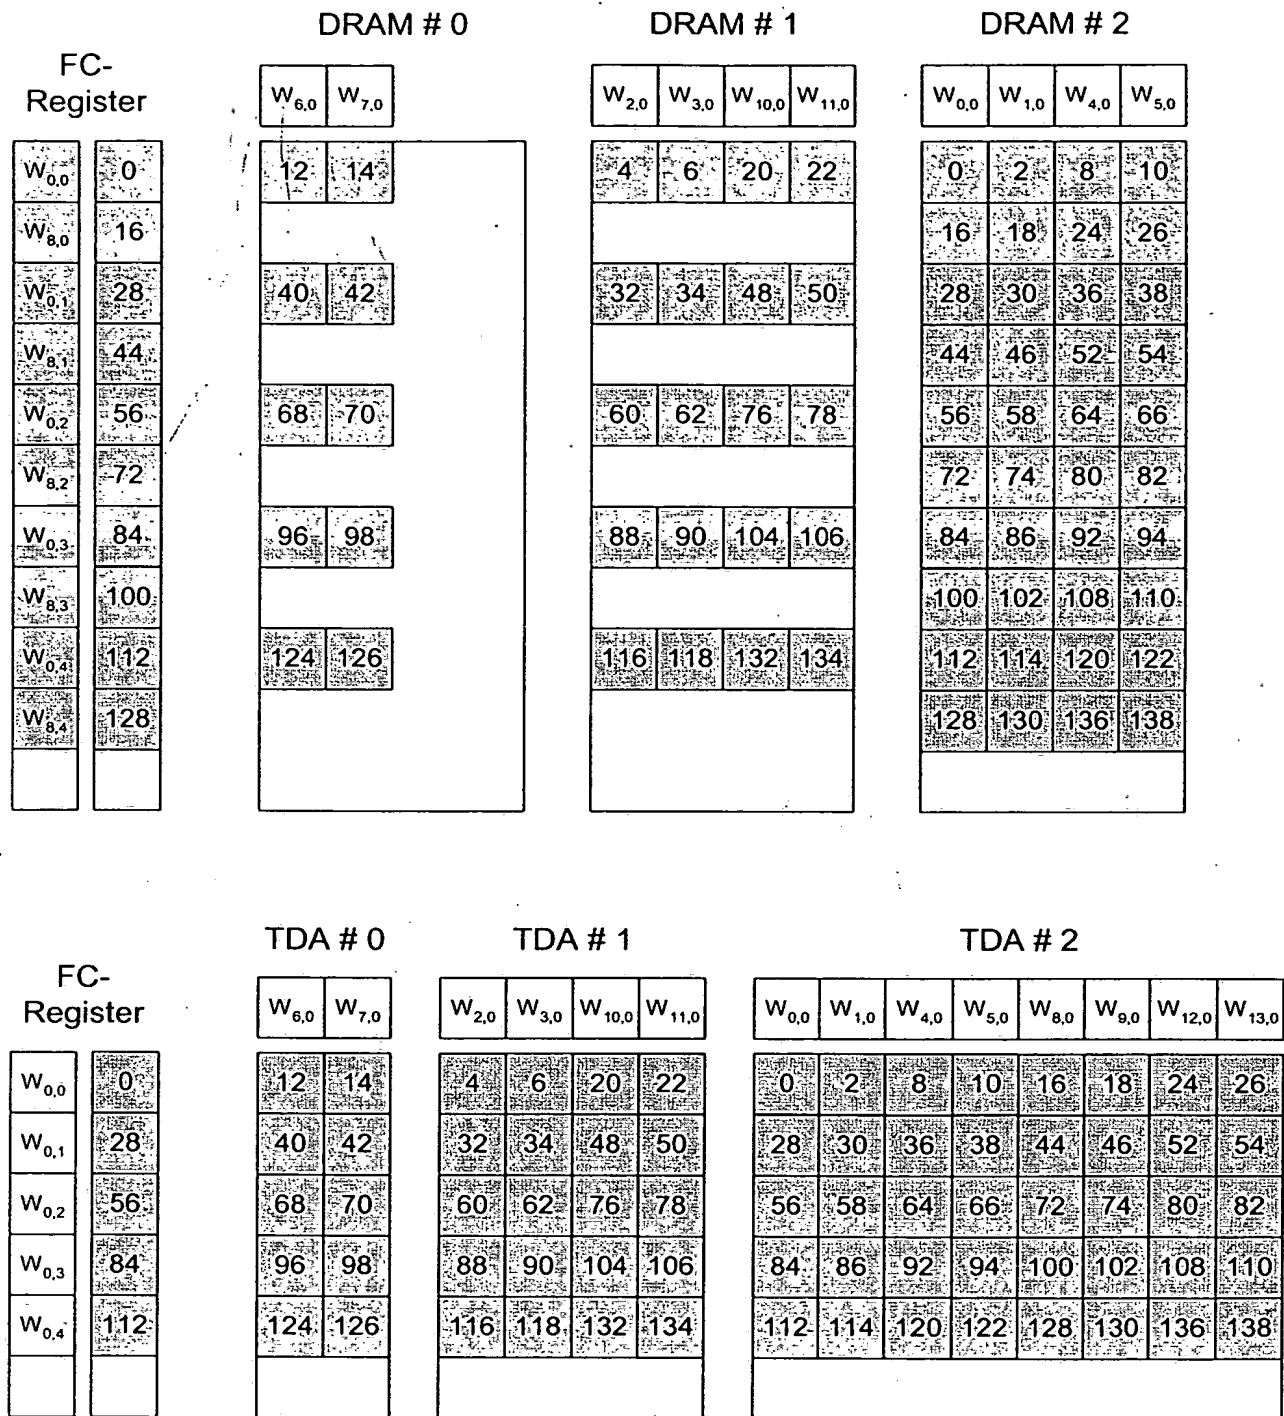 DRAM # 0 DRAM # 1 DRAM # 2
FC-
Register
W6,0 W7,0 W2,0 W3,0 W10,0 W11,0 W0,0 W1,0 W4,0 W5,0
W0,0 0 12 14 4 6 20 22 0 2 8 10
W8,0 16 16 18 24 26
W0,1 28 40 42 32 34 48 50 28 30 36 38
W8,1 44 44 46 52 54
W0,2 56 68 70 60 62 76 78 56 58 64 66
W8,2 72 72 74 80 82
W0,3 84 96 98 88 90 104 106 84 86 92 94
W8,3 100 100 102 108 110
W0,4 112 124 126 116 118 132 134 112 114 120 122
W8,4 128 128 130 136 138
TDA # 0 TDA # 1 TDA # 2
FC-
Register
W6,0 W7,0 W2,0 W3,0 W10,0 W11,0 W0,0 W1,0 W4,0 W5,0 W8,0 W9,0 W12,0 W13,0
W0,0 0 12 14 4 6 20 22 0 2 8 10 16 18 24 26
W0,1 28 40 42 32 34 48 50 28 30 36 38 44 46 52 54
W0,2 56 68 70 60 62 76 78 56 58 64 66 72 74 80 82
W0,3 84 96 98 88 90 104 106 84 86 92 94 100 102 108 110
W0,4 112 124 126 116 118 132 134 112 114 120 122 128 130 136 138